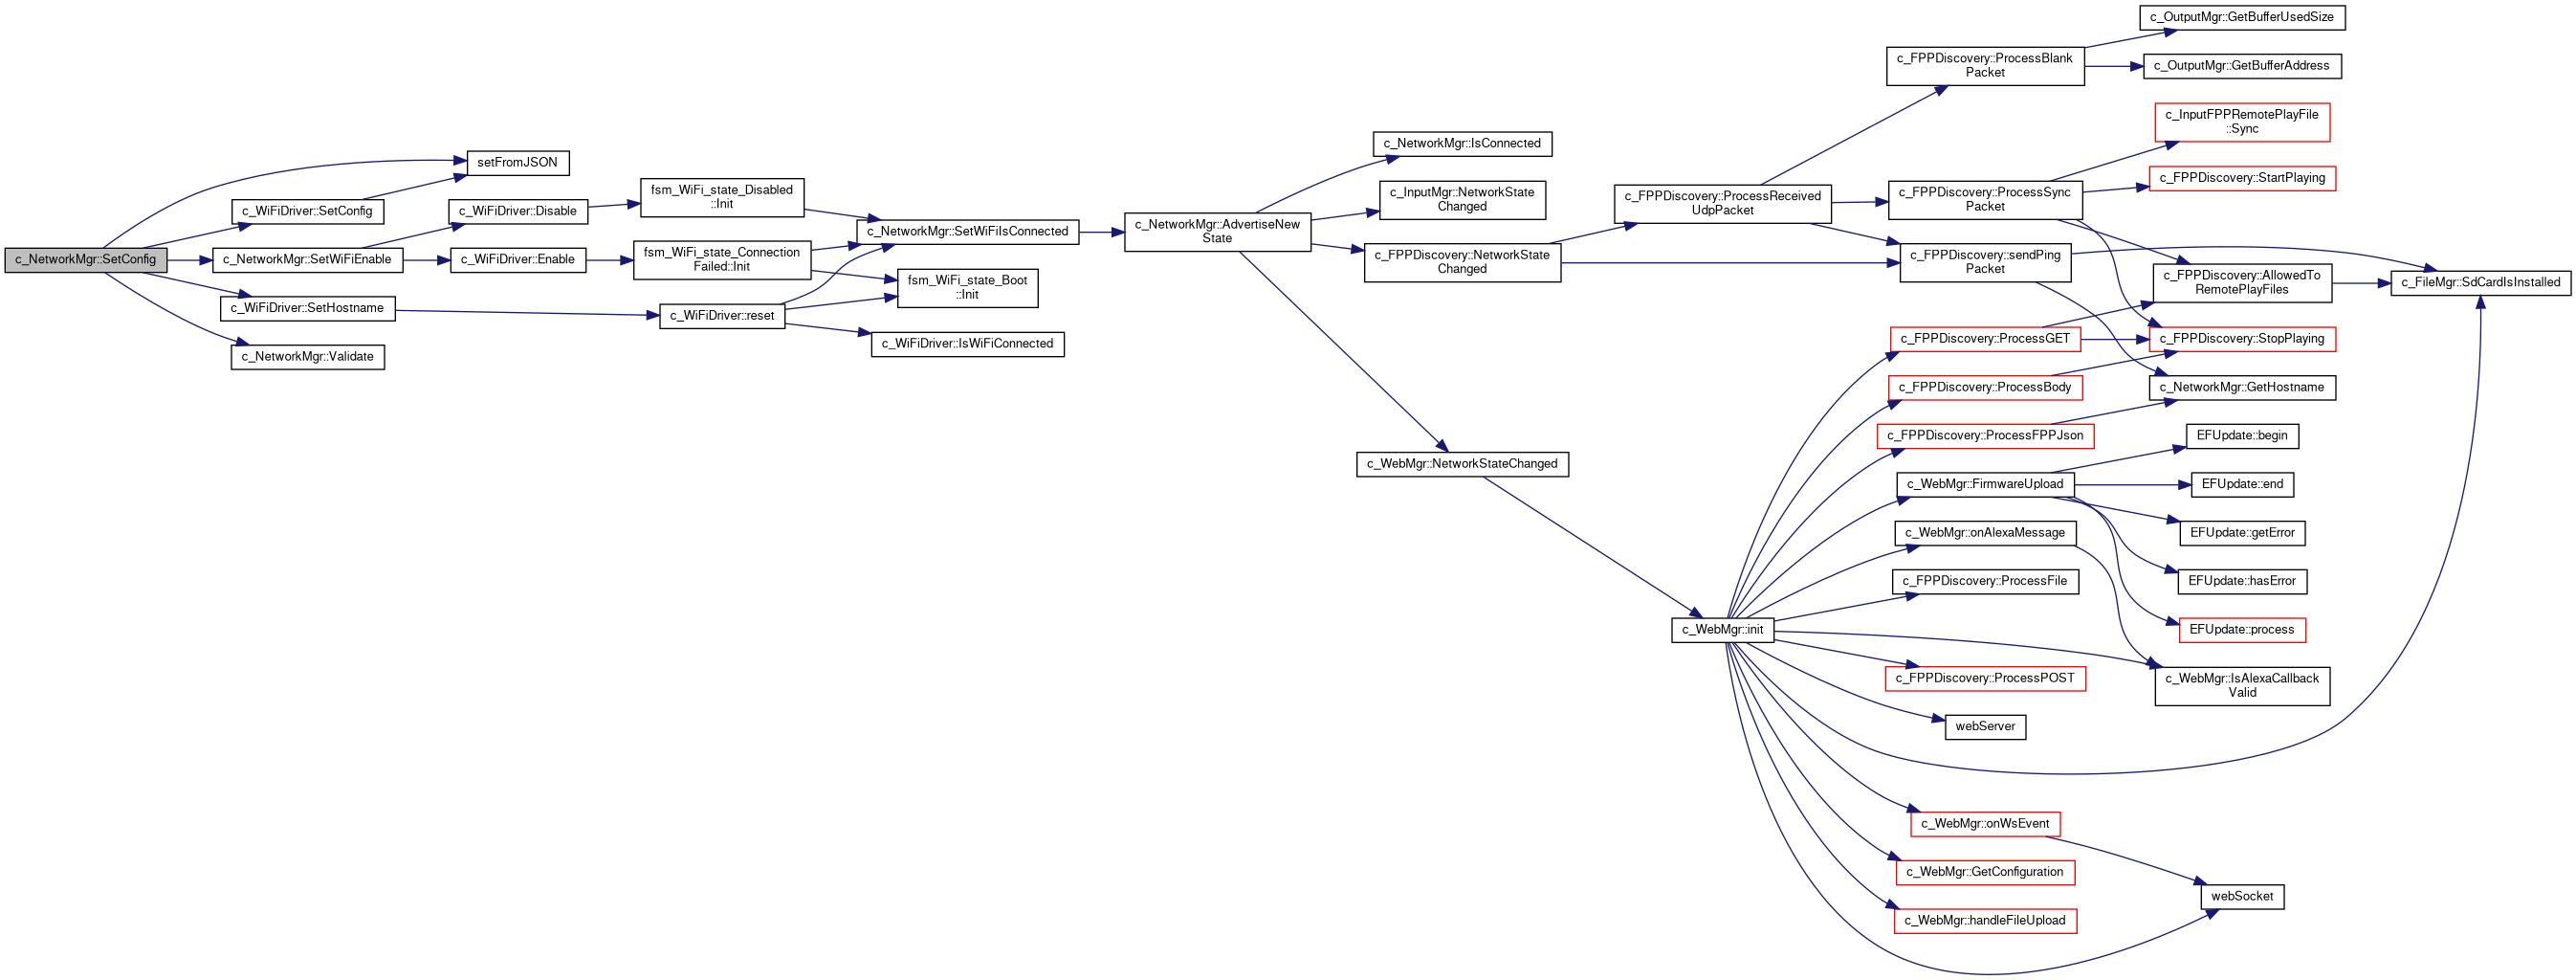 c_NetworkMgr::SetConfig
setFromJSON
c_WiFiDriver::SetConfig
c_NetworkMgr::SetWiFiEnable
c_WiFiDriver::SetHostname
c_NetworkMgr::Validate
c_WiFiDriver::Disable
c_WiFiDriver::Enable
fsm_WiFi_state_Disabled
::Init
fsm_WiFi_state_Connection
Failed::Init
c_WiFiDriver::reset
c_NetworkMgr::SetWiFiIsConnected
fsm_WiFi_state_Boot
::Init
c_WiFiDriver::IsWiFiConnected
c_NetworkMgr::AdvertiseNew
State
c_NetworkMgr::IsConnected
c_InputMgr::NetworkState
Changed
c_FPPDiscovery::NetworkState
Changed
c_WebMgr::NetworkStateChanged
c_FPPDiscovery::ProcessReceived
UdpPacket
c_WebMgr::init
c_FPPDiscovery::ProcessBlank
Packet
c_FPPDiscovery::ProcessSync
Packet
c_FPPDiscovery::sendPing
Packet
c_FPPDiscovery::ProcessGET
c_FPPDiscovery::ProcessBody
c_FPPDiscovery::ProcessFPPJson
c_WebMgr::FirmwareUpload
c_WebMgr::onAlexaMessage
c_FPPDiscovery::ProcessFile
c_FPPDiscovery::ProcessPOST
webServer
c_WebMgr::onWsEvent
c_WebMgr::GetConfiguration
c_WebMgr::handleFileUpload
c_OutputMgr::GetBufferUsedSize
c_OutputMgr::GetBufferAddress
c_InputFPPRemotePlayFile
::Sync
c_FPPDiscovery::StartPlaying
c_FPPDiscovery::AllowedTo
RemotePlayFiles
c_FPPDiscovery::StopPlaying
c_NetworkMgr::GetHostname
EFUpdate::begin
EFUpdate::end
EFUpdate::getError
EFUpdate::hasError
EFUpdate::process
c_WebMgr::IsAlexaCallback
Valid
webSocket
c_FileMgr::SdCardIsInstalled